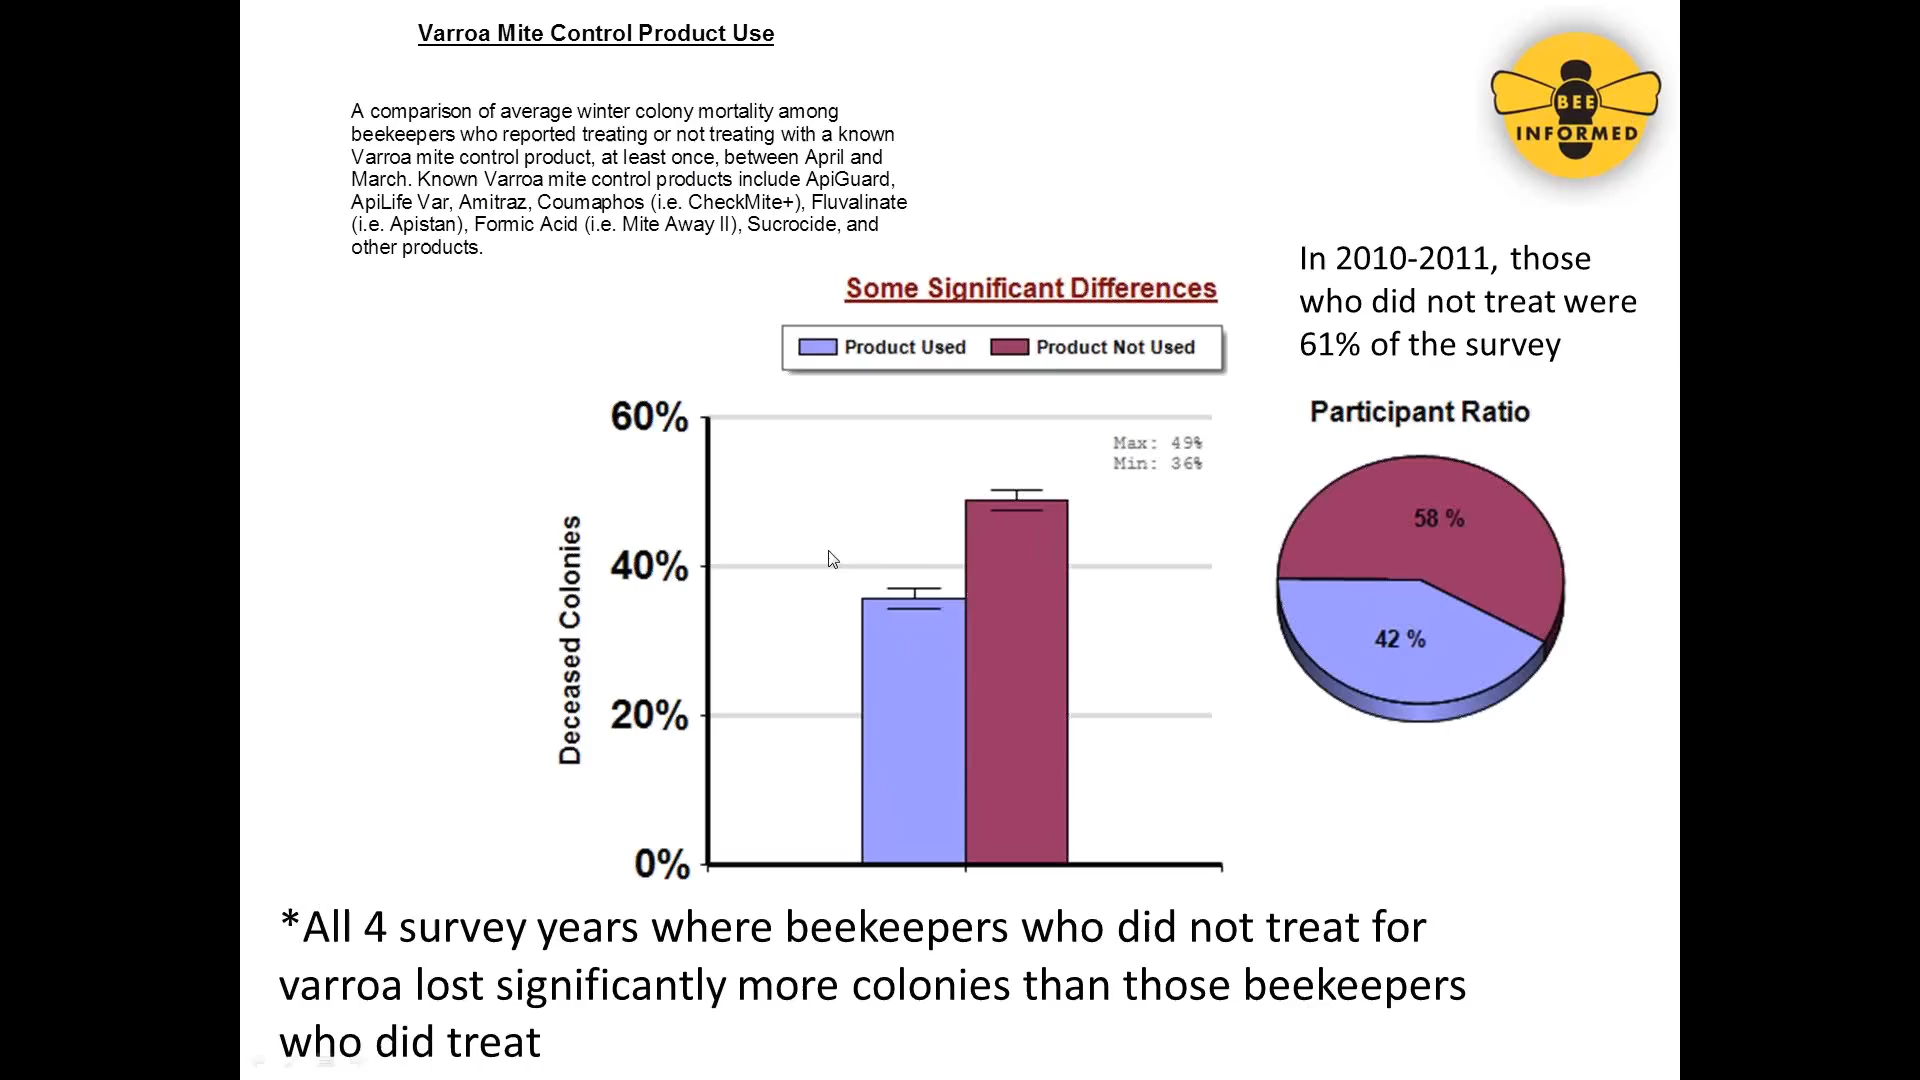 Varroa Mite Control Product Use
A comparison of average winter colony mortality among
beekeepers who reported treating or not treating with a known
Varroa mite control product, at least once, between April and
March. Known Varroa mite control products include ApiGuard,
ApiLife Var, Amitraz, Coumaphos (i.e. CheckMite+), Fluvalinate
(i.e. Apistan), Formic Acid (i.e. Mite Away II), Sucrocide, and
other products.
BEE
INFORMED
In 2010-2011, those
who did not treat were
61% of the survey
Some Significant Differences
Product Used
Product Not Used
60%
40%
20%
0%
Deceased Colonies
Max: 49%
Min: 36%
Participant Ratio
58 %
42 %
*All 4 survey years where beekeepers who did not treat for
varroa lost significantly more colonies than those beekeepers
who did treat